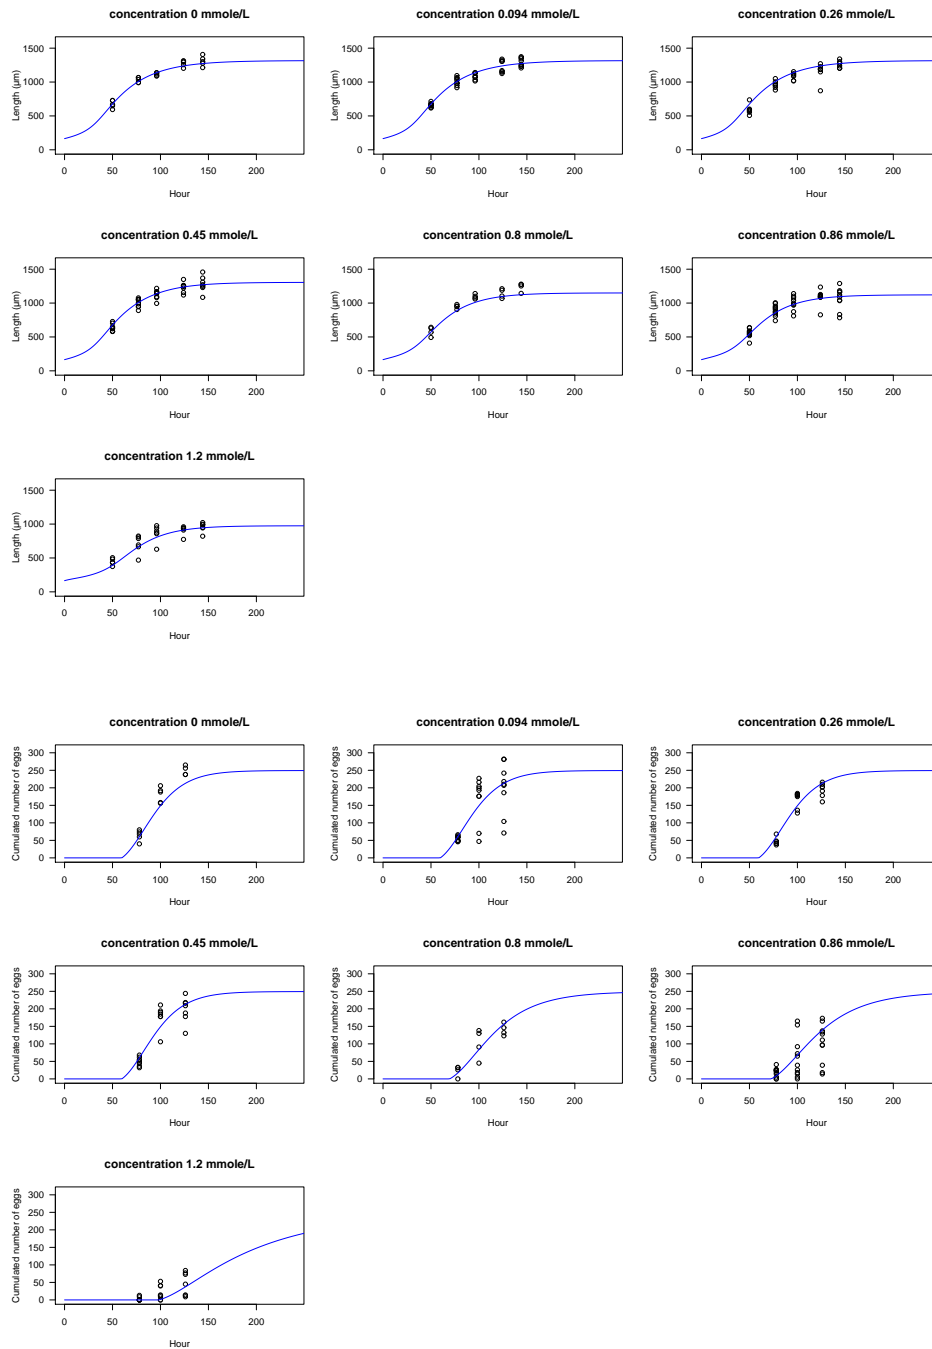 concentration 0 mmole/L
concentration 0.094 mmole/L
concentration 0.26 mmole/L
Length (µm)
0
500
1000
1500
0 50 100 150 200
Hour
Length (µm)
0
500
1000
1500
0 50 100 150 200
Hour
Length (µm)
0
500
1000
1500
0 50 100 150 200
Hour
concentration 0.45 mmole/L
concentration 0.8 mmole/L
concentration 0.86 mmole/L
Length (µm)
0
500
1000
1500
0 50 100 150 200
Hour
Length (µm)
0
500
1000
1500
0 50 100 150 200
Hour
Length (µm)
0
500
1000
1500
0 50 100 150 200
Hour
concentration 1.2 mmole/L
Length (µm)
0
500
1000
1500
0 50 100 150 200
Hour
concentration 0 mmole/L
concentration 0.094 mmole/L
concentration 0.26 mmole/L
Cumulated number of eggs
0
50
100
150
200
250
300
0 50 100 150 200
Hour
Cumulated number of eggs
0
50
100
150
200
250
300
0 50 100 150 200
Hour
Cumulated number of eggs
0
50
100
150
200
250
300
0 50 100 150 200
Hour
concentration 0.45 mmole/L
concentration 0.8 mmole/L
concentration 0.86 mmole/L
Cumulated number of eggs
0
50
100
150
200
250
300
0 50 100 150 200
Hour
Cumulated number of eggs
0
50
100
150
200
250
300
0 50 100 150 200
Hour
Cumulated number of eggs
0
50
100
150
200
250
300
0 50 100 150 200
Hour
concentration 1.2 mmole/L
Cumulated number of eggs
0
50
100
150
200
250
300
0 50 100 150 200
Hour